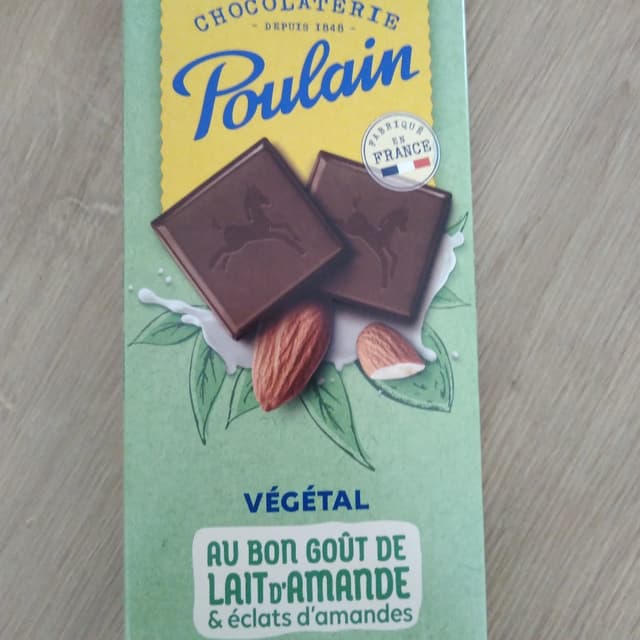 CHOCOLATERIE
- DEPUIS 1848 -
Poulain
FABRIQUÉ
EN
FRANCE
VÉGÉTAL
AU BON GOÛT DE
LAIT D'AMANDE
& éclats d'amandes